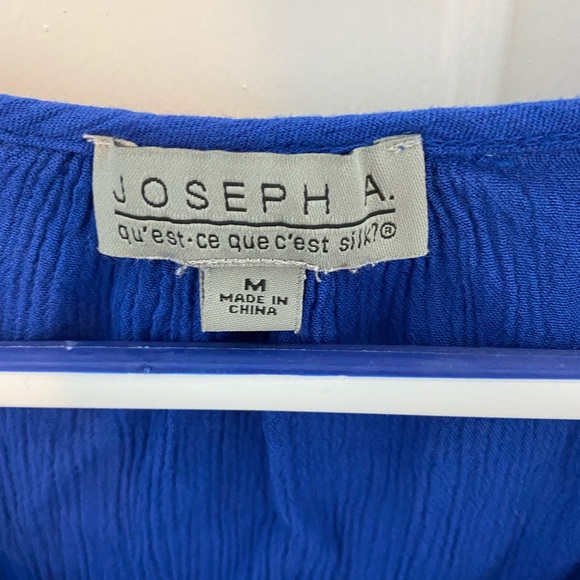 JOSEPH A.
qu'est-ce que c'est silk?®
M
MADE IN
CHINA